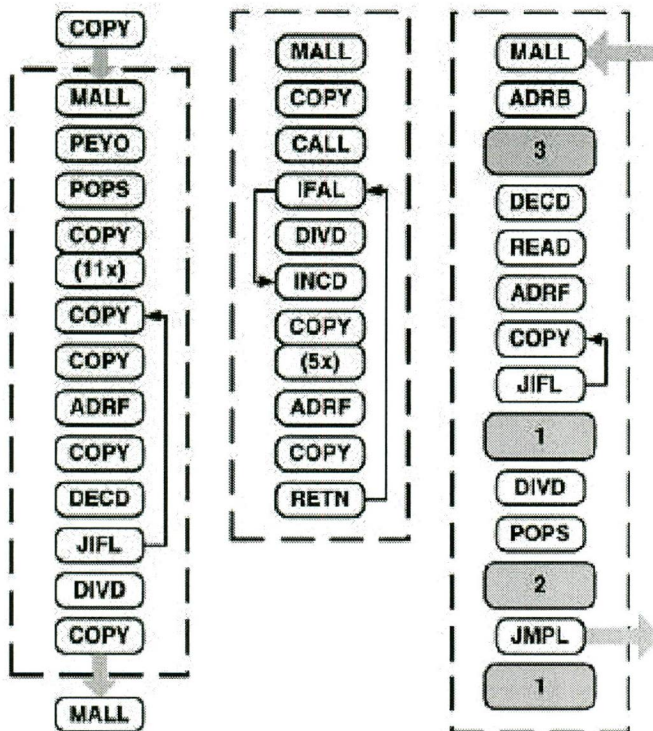 COPY
MALL
PEYO
POPS
COPY
(11x)
COPY
COPY
ADRF
COPY
DECD
JIFL
DIVD
COPY
MALL
MALL
COPY
CALL
IFAL
DIVD
INCD
COPY
(5x)
ADRF
COPY
RETN
MALL
ADRB
3
DECD
READ
ADRF
COPY
JIFL
1
DIVD
POPS
2
JMPL
1